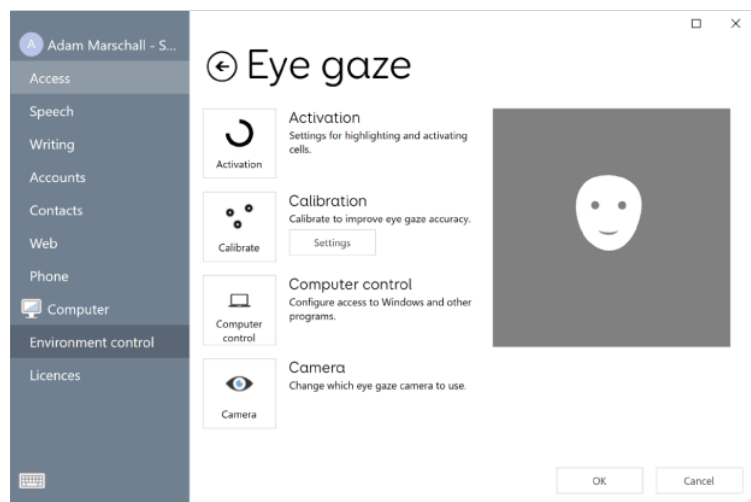 A Adam Marschall - S...
Access
Speech
Writing
Accounts
Contacts
Web
Phone
Computer
Environment control
Licences
Eye gaze
Activation
Activation
Settings for highlighting and activating
cells.
Calibrate
Calibration
Calibrate to improve eye gaze accuracy.
Settings
Computer
control
Computer control
Configure access to Windows and other
programs.
Camera
Camera
Change which eye gaze camera to use.
OK
Cancel